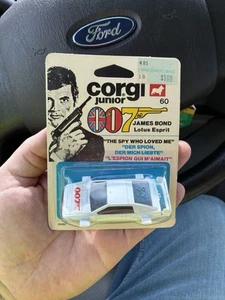 Ford
corgi
junior
60
007
JAMES BOND
Lotus Esprit
"THE SPY WHO LOVED ME"
"DER SPION,
DER MICH LIEBTE"
"L'ESPION QUI M'AIMAIT"
007